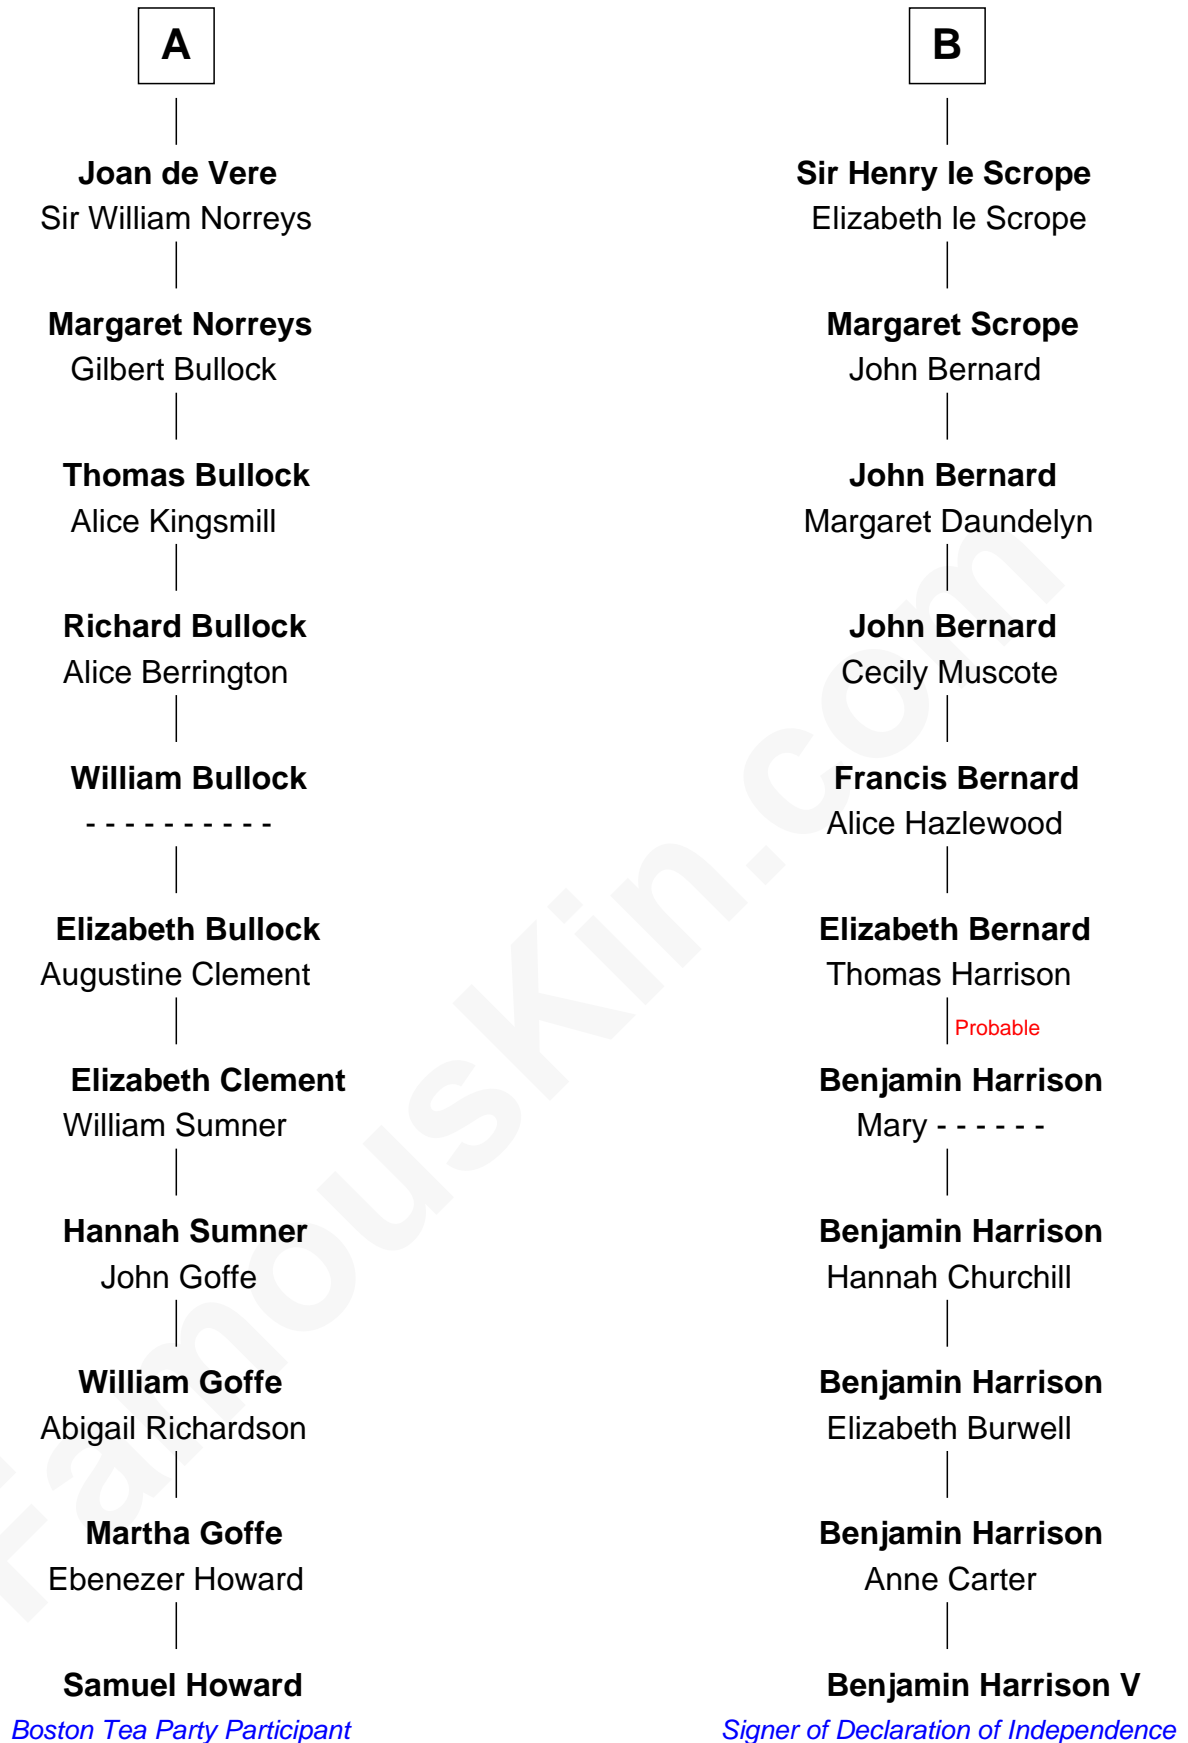 A
Joan de Vere
Sir William Norreys
Margaret Norreys
Gilbert Bullock
Thomas Bullock
Alice Kingsmill
Richard Bullock
Alice Berrington
William Bullock
- - - - - - - - - -
Elizabeth Bullock
Augustine Clement
Elizabeth Clement
William Sumner
Hannah Sumner
John Goffe
William Goffe
Abigail Richardson
Martha Goffe
Ebenezer Howard
Samuel Howard
Boston Tea Party Participant
B
Sir Henry le Scrope
Elizabeth le Scrope
Margaret Scrope
John Bernard
John Bernard
Margaret Daundelyn
John Bernard
Cecily Muscote
Francis Bernard
Alice Hazlewood
Elizabeth Bernard
Thomas Harrison
Probable
Benjamin Harrison
Mary - - - - - -
Benjamin Harrison
Hannah Churchill
Benjamin Harrison
Elizabeth Burwell
Benjamin Harrison
Anne Carter
Benjamin Harrison V
Signer of Declaration of Independence
FamousKin.com